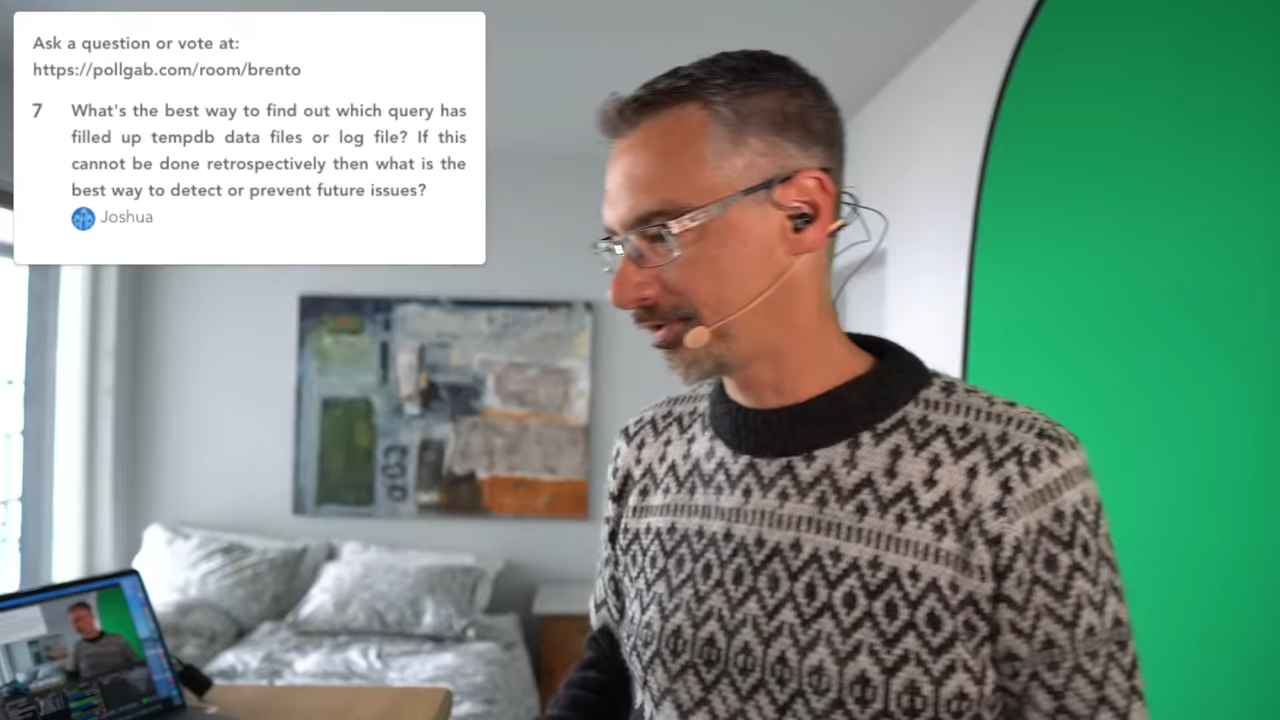 Ask a question or vote at:
https://pollgab.com/room/brento
7 What's the best way to find out which query has
filled up tempdb data files or log file? If this
cannot be done retrospectively then what is the
best way to detect or prevent future issues?
Joshua